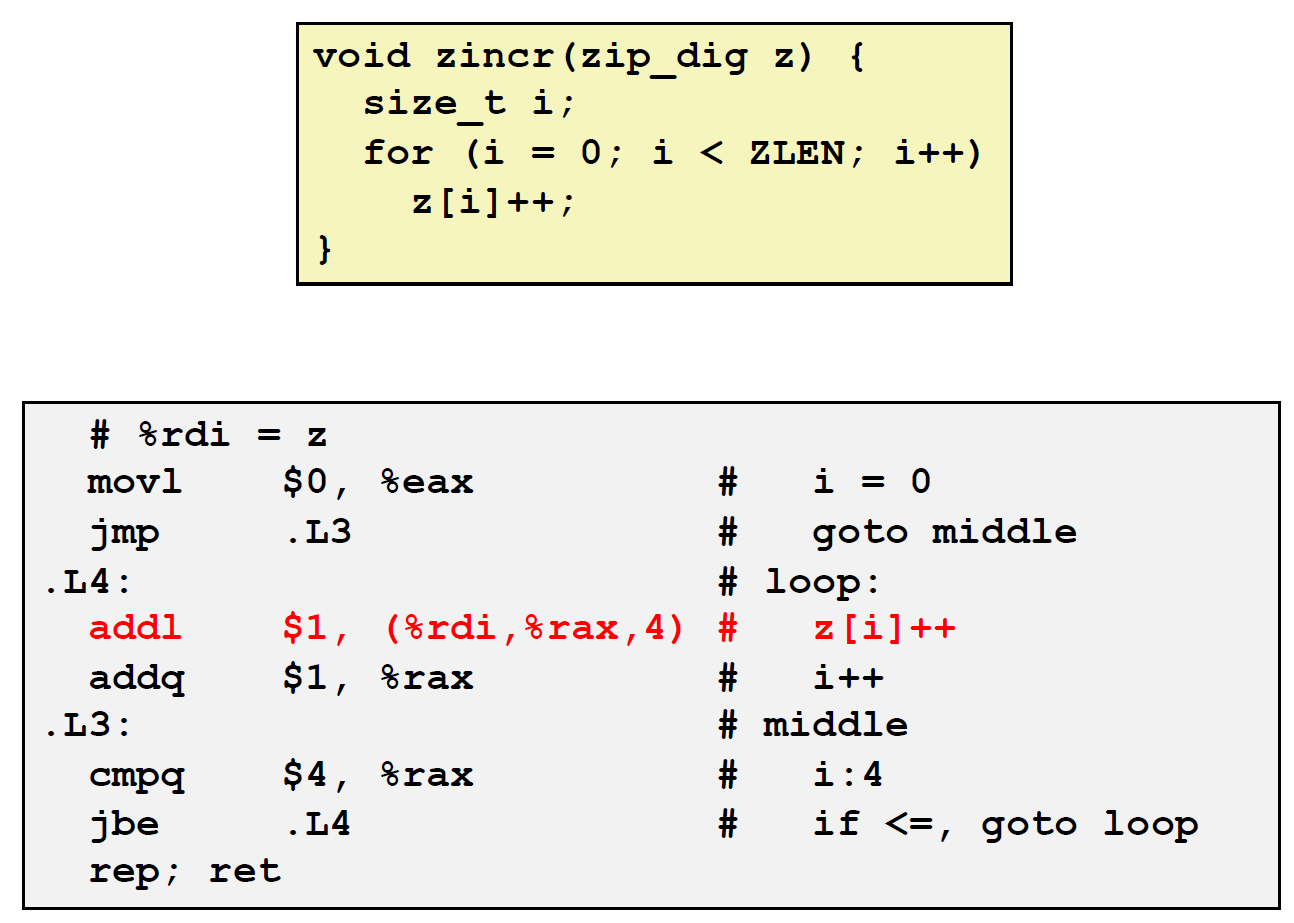 void zincr(zip_dig z) {
  size_t i;
  for (i = 0; i < ZLEN; i++)
    z[i]++;
}
  # %rdi = z
  movl    $0, %eax          #   i = 0
  jmp     .L3               #   goto middle
.L4:                        # loop:
  addl    $1, (%rdi,%rax,4) #   z[i]++
  addq    $1, %rax          #   i++
.L3:                        # middle
  cmpq    $4, %rax          #   i:4
  jbe     .L4               #   if <=, goto loop
  rep; ret